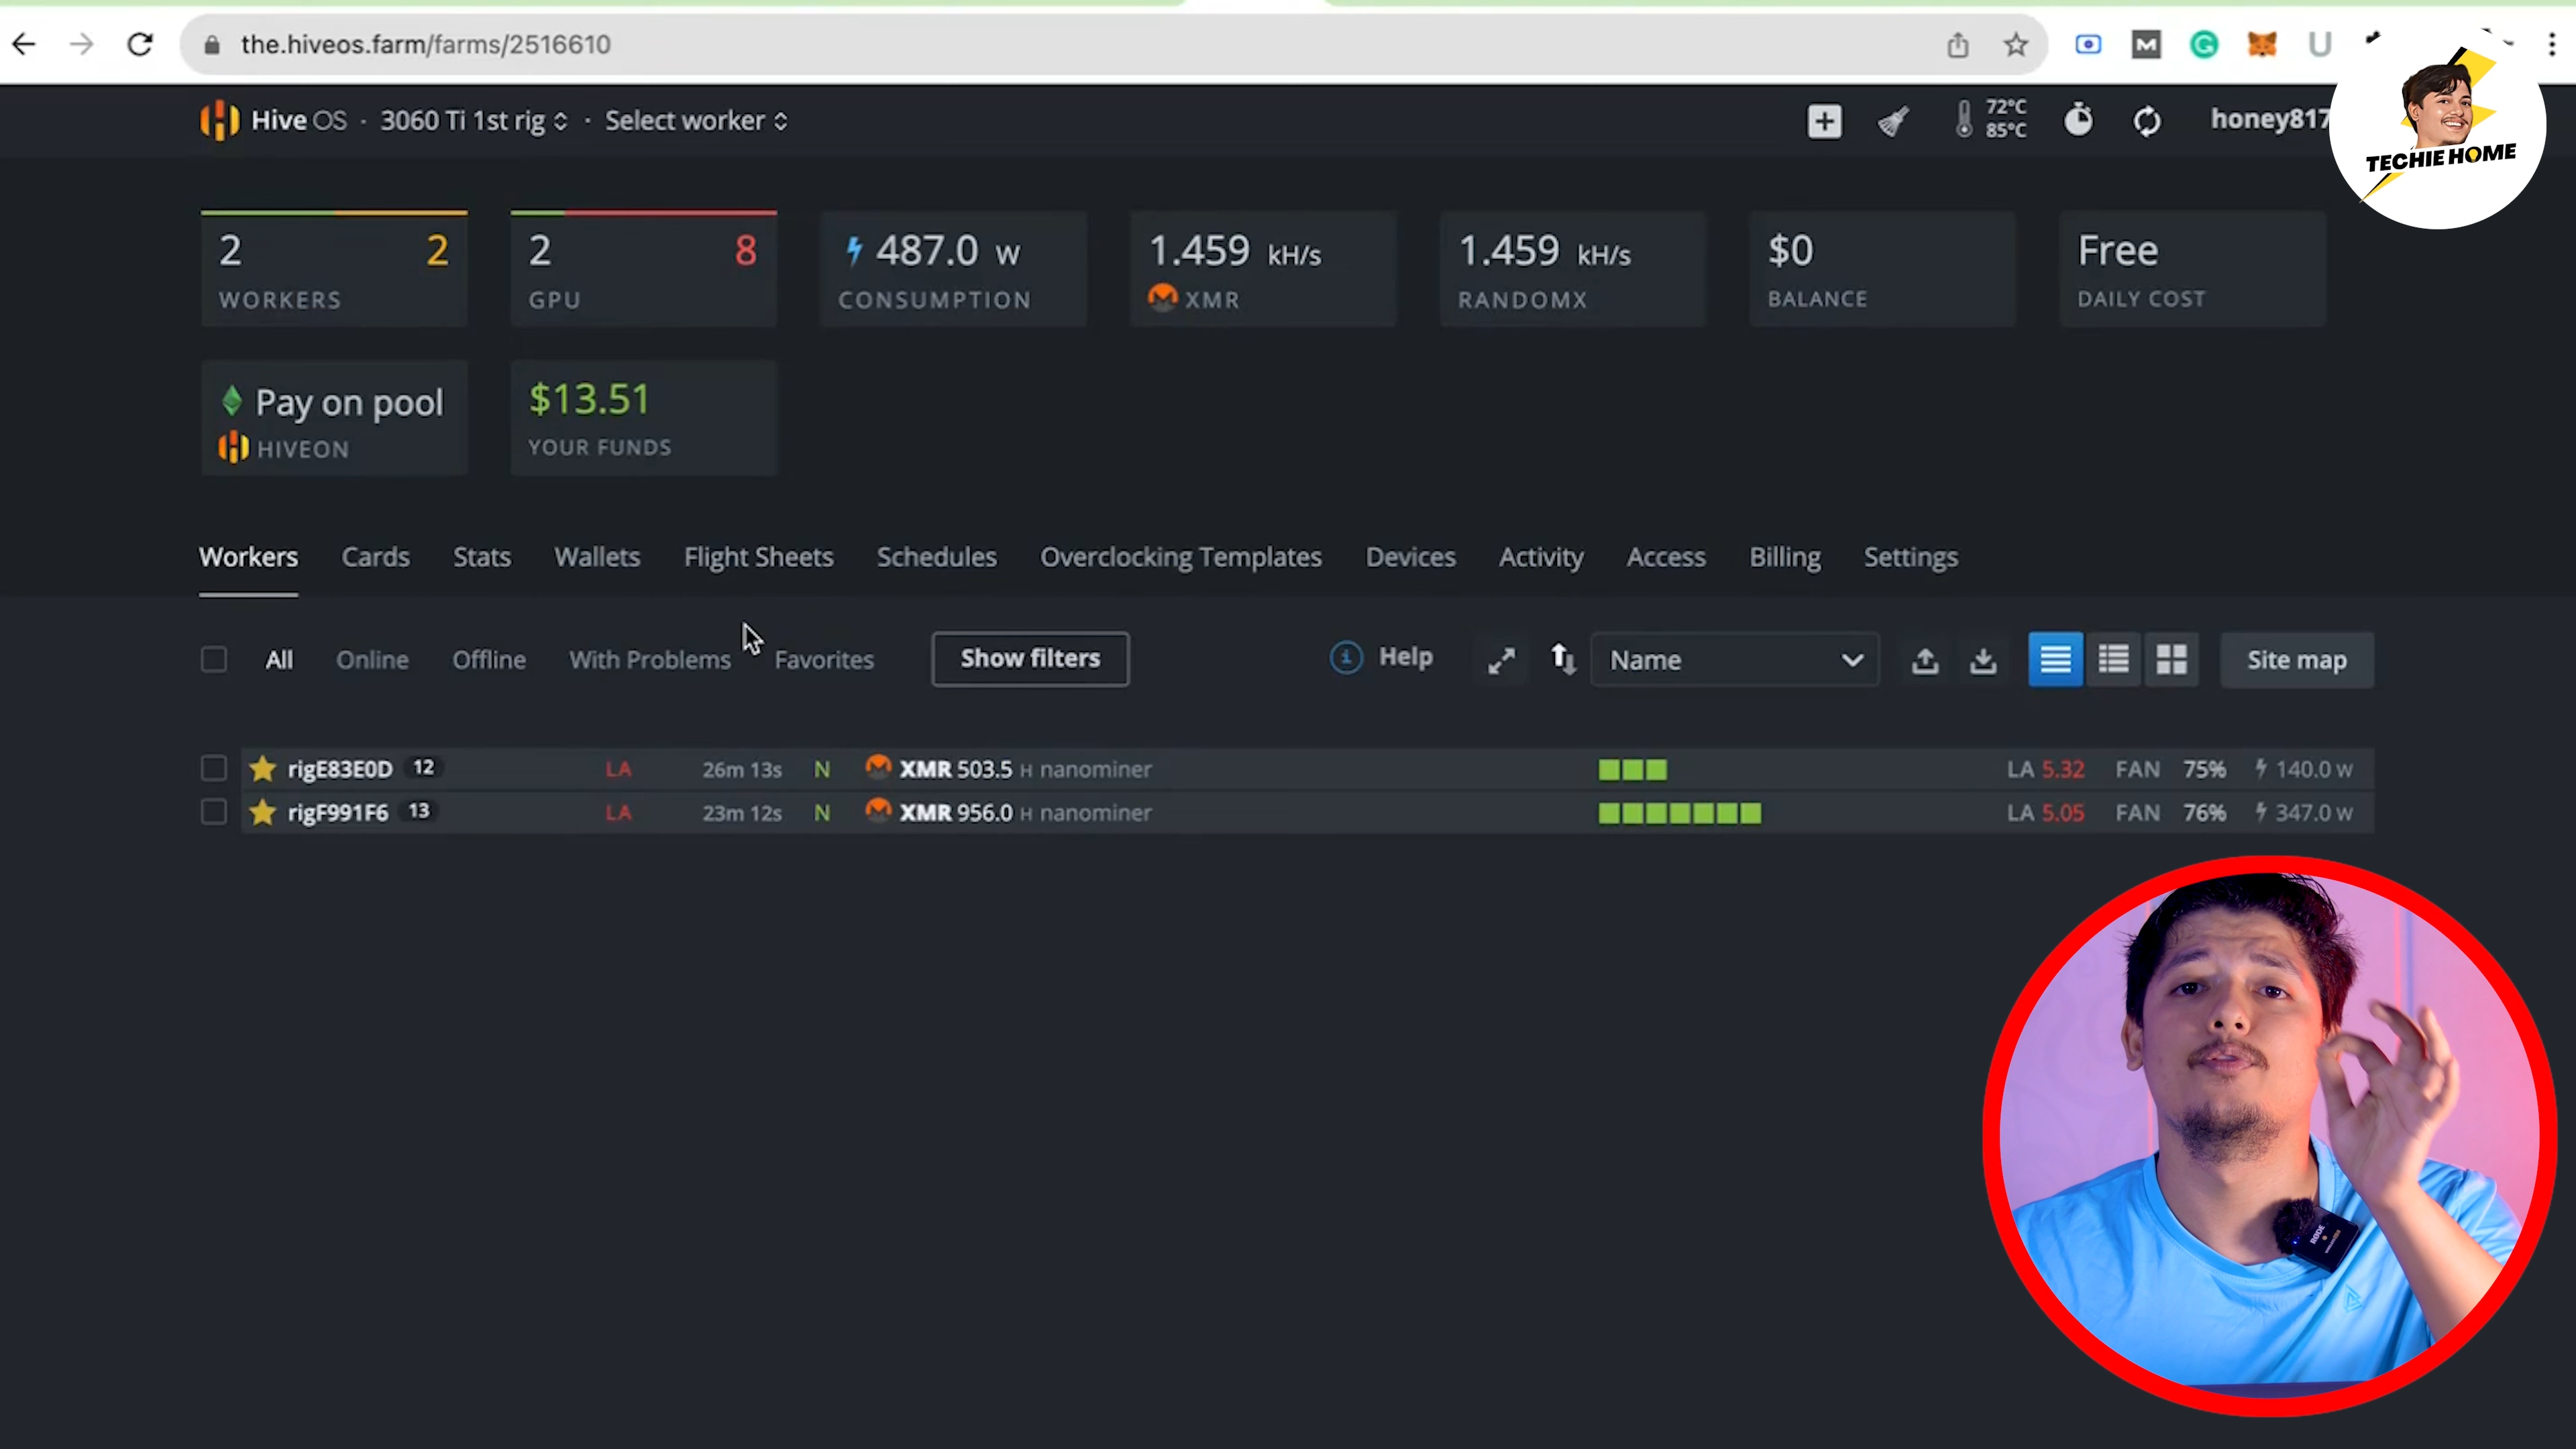 the.hiveos.farm/farms/2516610
Hive OS · 3060 Ti 1st rig · Select worker
72°C
85°C
honey817
TECHIE HOME
2 2
WORKERS
2 8
GPU
487.0 W
CONSUMPTION
1.459 kH/s
XMR
1.459 kH/s
RANDOMX
$0
BALANCE
Free
DAILY COST
Pay on pool
HIVEON
$13.51
YOUR FUNDS
Workers Cards Stats Wallets Flight Sheets Schedules Overclocking Templates Devices Activity Access Billing Settings
All Online Offline With Problems Favorites Show filters Help Name Site map
rigE83E0D 12 LA 26m 13s N XMR 503.5 H nanominer LA 5.32 FAN 75% 140.0 W
rigF991F6 13 LA 23m 12s N XMR 956.0 H nanominer LA 5.05 FAN 76% 347.0 W
RØDE